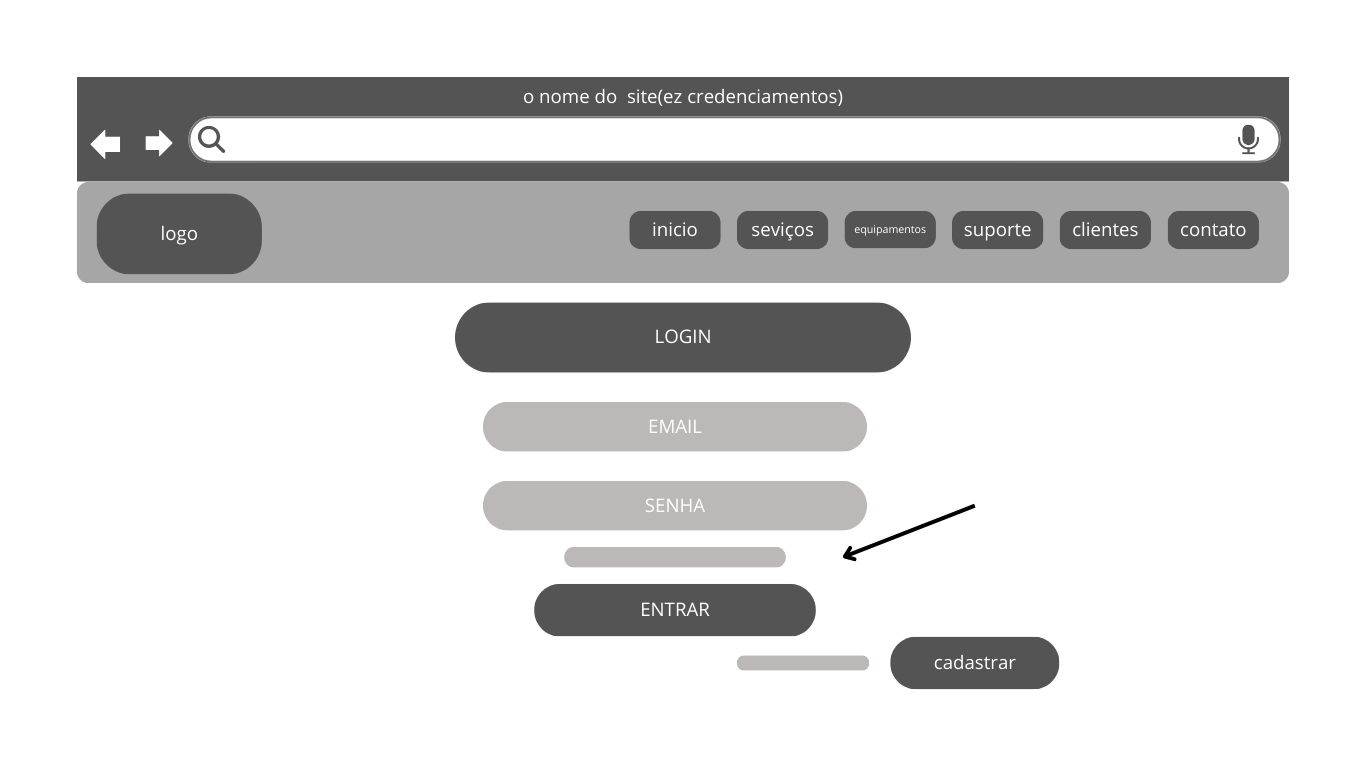 o nome do  site(ez credenciamentos)
logo
inicio
seviços
equipamentos
suporte
clientes
contato
LOGIN
EMAIL
SENHA
ENTRAR
cadastrar